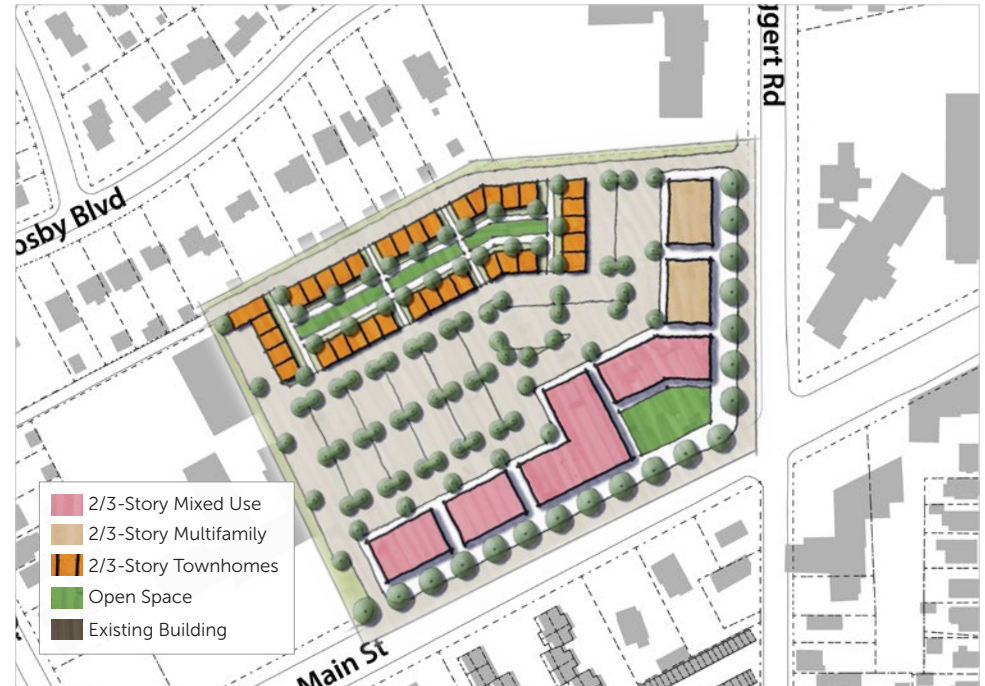 ggert Rd
osby Blvd
2/3-Story Mixed Use
2/3-Story Multifamily
2/3-Story Townhomes
Open Space
Existing Building
Main St